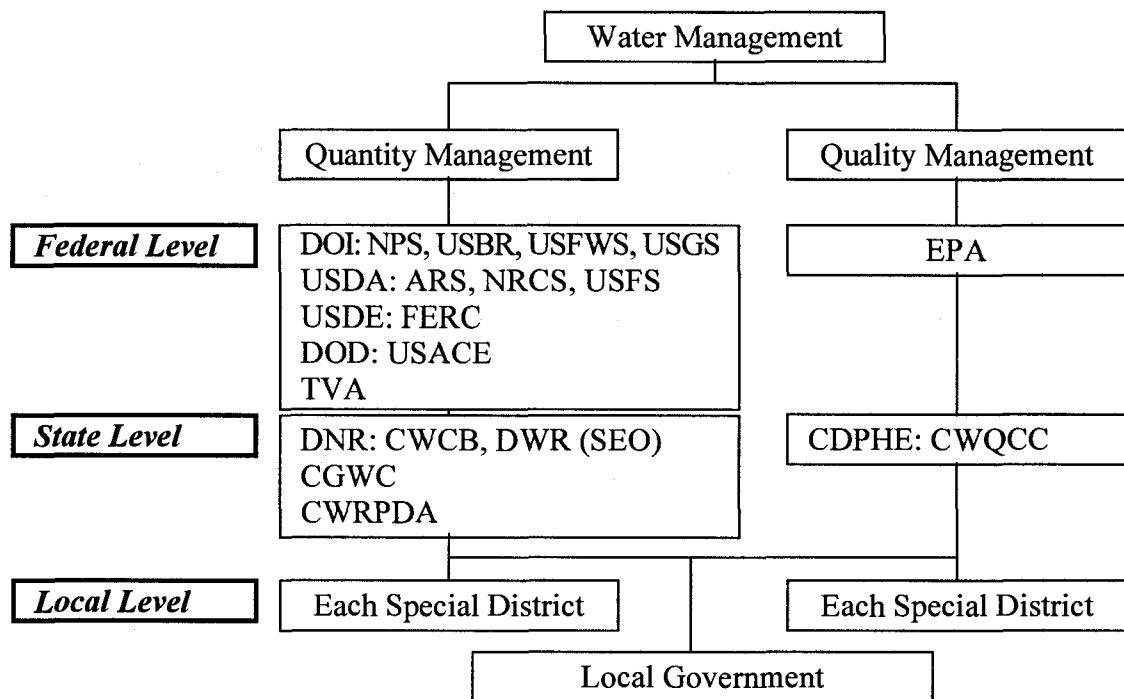 Water Management
Quantity Management
Quality Management
Federal Level
DOI: NPS, USBR, USFWS, USGS
USDA: ARS, NRCS, USFS
USDE: FERC
DOD: USACE
TVA
EPA
State Level
DNR: CWCB, DWR (SEO)
CGWC
CWRPDA
CDPHE: CWQCC
Local Level
Each Special District
Each Special District
Local Government